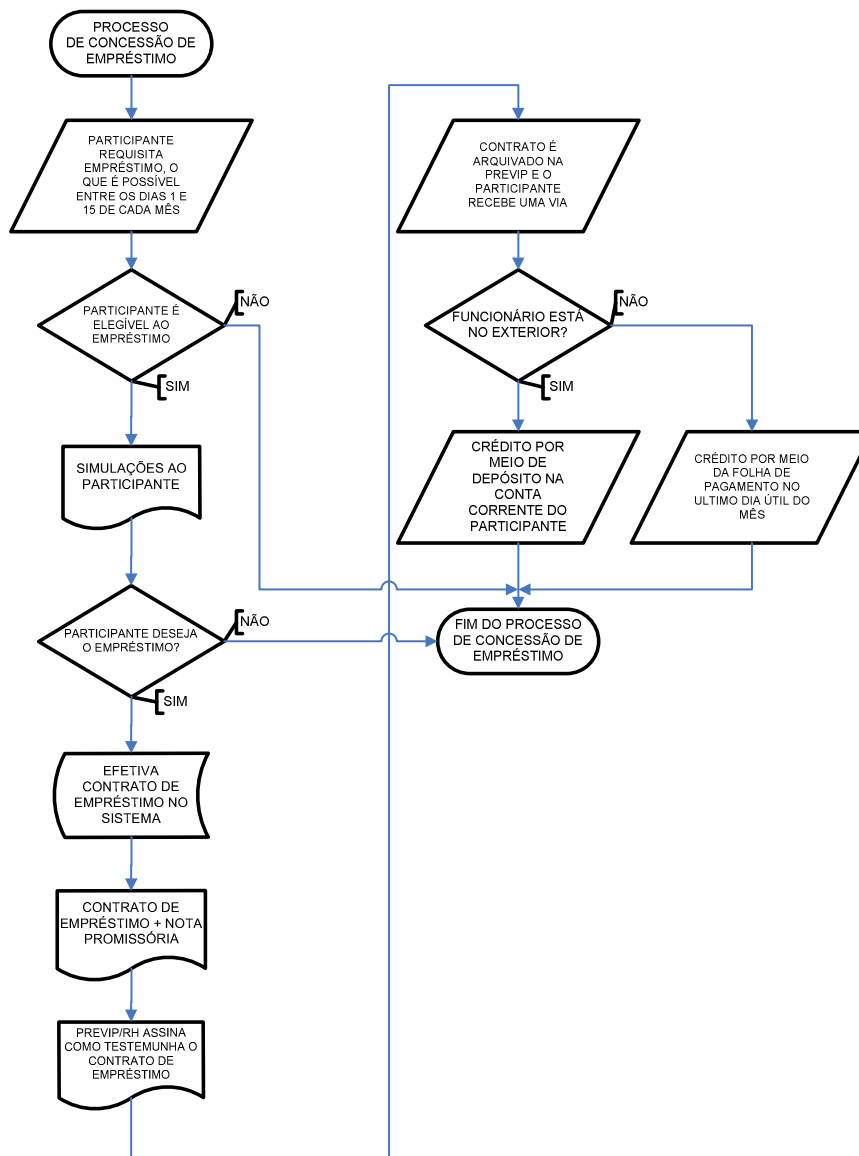 PROCESSO
DE CONCESSÃO DE
EMPRÉSTIMO
PARTICIPANTE
REQUISITA
EMPRÉSTIMO, O
QUE É POSSÍVEL
ENTRE OS DIAS 1 E
15 DE CADA MÊS
PARTICIPANTE É
ELEGÍVEL AO
EMPRÉSTIMO
NÃO
SIM
SIMULAÇÕES AO
PARTICIPANTE
PARTICIPANTE DESEJA
O EMPRÉSTIMO?
NÃO
SIM
EFETIVA
CONTRATO DE
EMPRÉSTIMO NO
SISTEMA
CONTRATO DE
EMPRÉSTIMO + NOTA
PROMISSÓRIA
PREVIP/RH ASSINA
COMO TESTEMUNHA O
CONTRATO DE
EMPRÉSTIMO
CONTRATO É
ARQUIVADO NA
PREVIP E O
PARTICIPANTE
RECEBE UMA VIA
FUNCIONÁRIO ESTÁ
NO EXTERIOR?
NÃO
SIM
CRÉDITO POR
MEIO DE
DEPÓSITO NA
CONTA
CORRENTE DO
PARTICIPANTE
CRÉDITO POR MEIO
DA FOLHA DE
PAGAMENTO NO
ULTIMO DIA ÚTIL DO
MÊS
FIM DO PROCESSO
DE CONCESSÃO DE
EMPRÉSTIMO